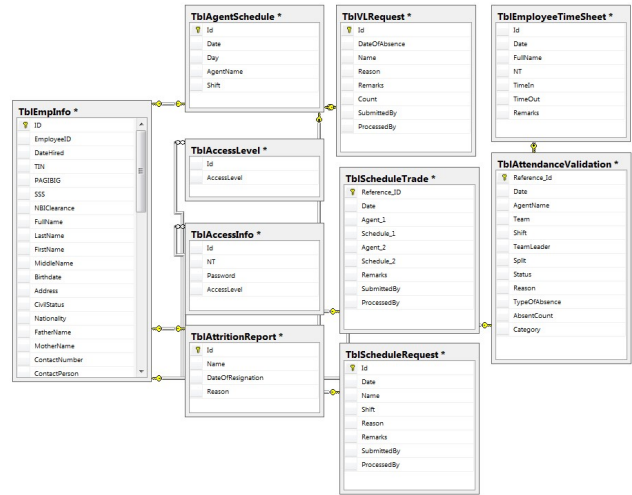 TblEmpInfo *
ID
EmployeeID
DateHired
TIN
PAGIBIG
SSS
NBIClearance
FullName
LastName
FirstName
MiddleName
Birthdate
Address
CivilStatus
Nationality
FatherName
MotherName
ContactNumber
ContactPerson
TblAgentSchedule *
Id
Date
Day
AgentName
Shift
TblAccessLevel *
Id
AccessLevel
TblAccessInfo *
Id
NT
Password
AccessLevel
TblAttritionReport *
Id
Name
DateOfResignation
Reason
TblVLRequest *
Id
DateOfAbsence
Name
Reason
Remarks
Count
SubmittedBy
ProcessedBy
TblScheduleTrade *
Reference_ID
Date
Agent_1
Schedule_1
Agent_2
Schedule_2
Remarks
SubmittedBy
ProcessedBy
TblScheduleRequest *
Id
Date
Name
Shift
Reason
Remarks
SubmittedBy
ProcessedBy
TblEmployeeTimeSheet *
Id
Date
FullName
NT
TimeIn
TimeOut
Remarks
TblAttendanceValidation *
Reference_Id
Date
AgentName
Team
Shift
TeamLeader
Split
Status
Reason
TypeOfAbsence
AbsentCount
Category